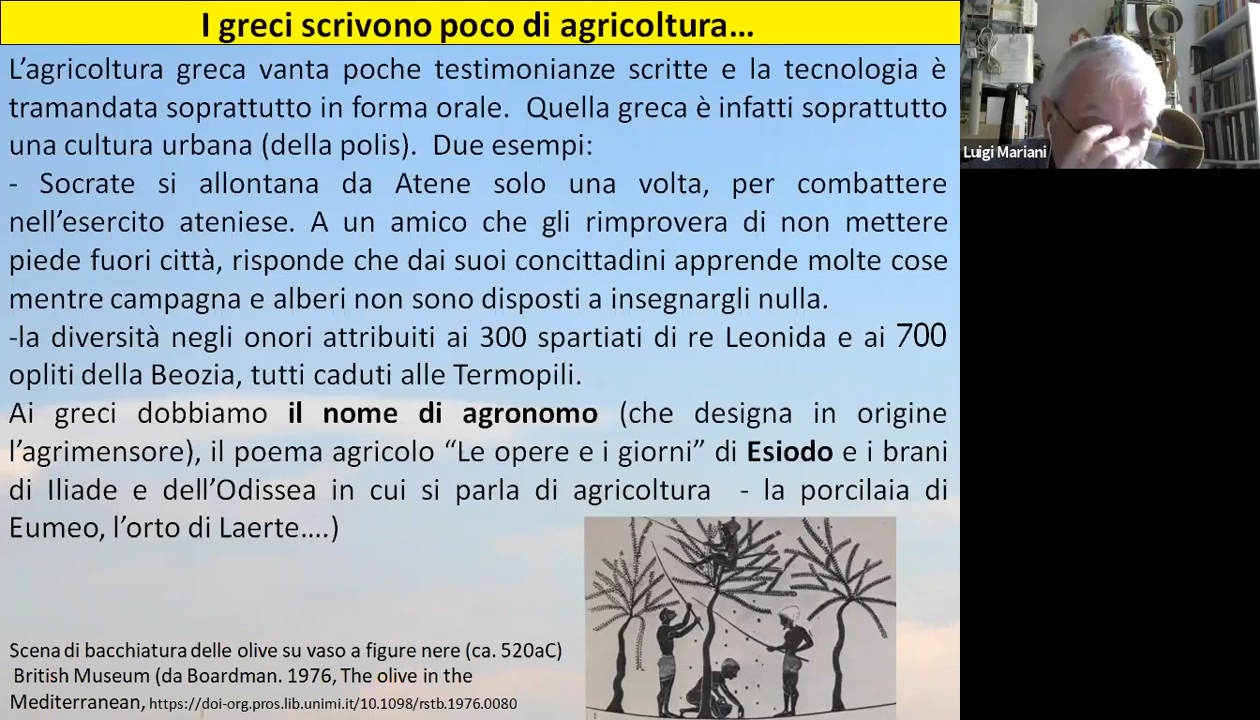 I greci scrivono poco di agricoltura…
L’agricoltura greca vanta poche testimonianze scritte e la tecnologia è
tramandata soprattutto in forma orale. Quella greca è infatti soprattutto
una cultura urbana (della polis). Due esempi:
- Socrate si allontana da Atene solo una volta, per combattere
nell’esercito ateniese. A un amico che gli rimprovera di non mettere
piede fuori città, risponde che dai suoi concittadini apprende molte cose
mentre campagna e alberi non sono disposti a insegnargli nulla.
-la diversità negli onori attribuiti ai 300 spartiati di re Leonida e ai 700
opliti della Beozia, tutti caduti alle Termopili.
Ai greci dobbiamo il nome di agronomo (che designa in origine
l’agrimensore), il poema agricolo “Le opere e i giorni” di Esiodo e i brani
di Iliade e dell’Odissea in cui si parla di agricoltura - la porcilaia di
Eumeo, l’orto di Laerte….)
Scena di bacchiatura delle olive su vaso a figure nere (ca. 520aC)
British Museum (da Boardman. 1976, The olive in the
Mediterranean, https://doi-org.pros.lib.unimi.it/10.1098/rstb.1976.0080
Luigi Mariani